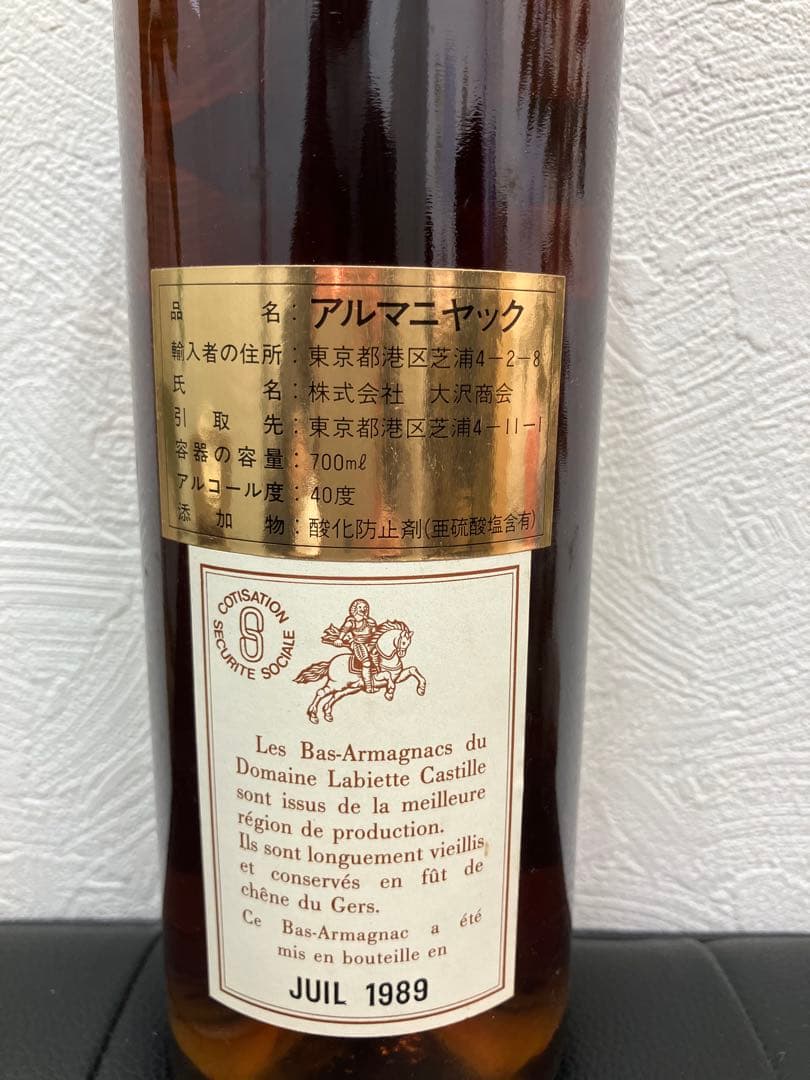 品名：アルマニヤック
輸入者の住所：東京都港区芝浦4-2-8
氏名：株式会社 大沢商会
引取先：東京都港区芝浦4-11-1
容器の容量：700mℓ
アルコール度：40度
添加物：酸化防止剤(亜硫酸塩含有)
COTISATION
SECURITE SOCIALE
Les Bas-Armagnacs du
Domaine Labiette Castille
sont issus de la meilleure
région de production.
Ils sont longuement vieillis
et conservés en fût de
chêne du Gers.
Ce Bas-Armagnac a été
mis en bouteille en
JUIL 1989